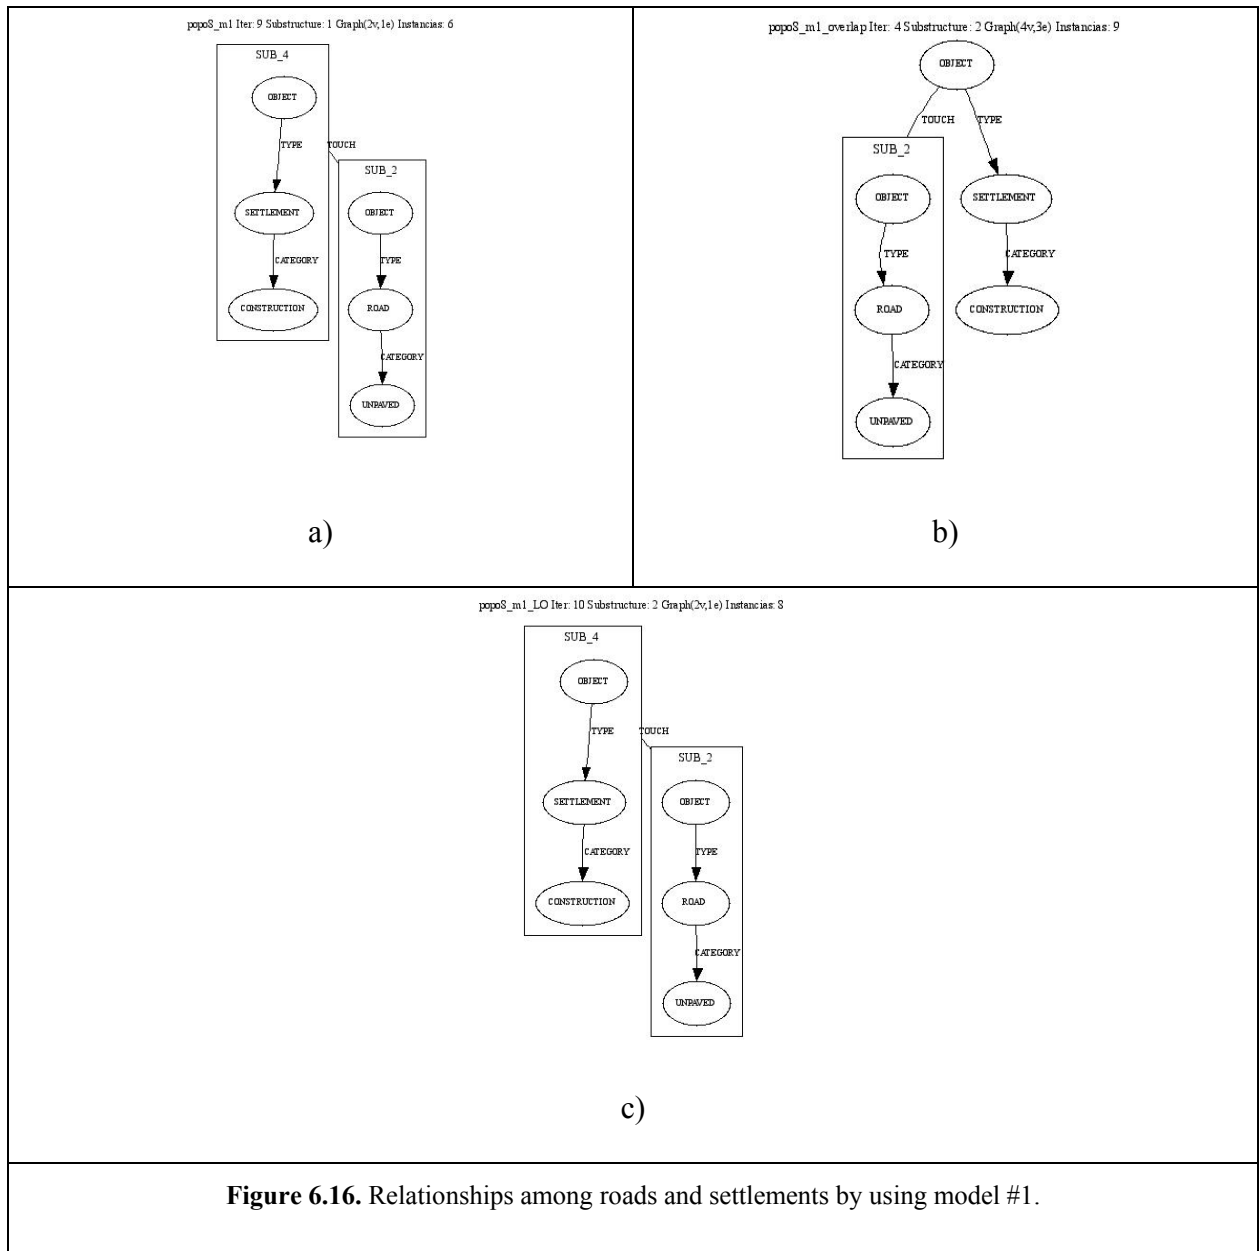 popo8_m1 Iter: 9 Substructure: 1 Graph(2v,1e) Instancias: 6
SUB_4
OBJECT
TYPE
TOUCH
SUB_2
SETTLEMENT
OBJECT
CATEGORY
TYPE
CONSTRUCTION
ROAD
CATEGORY
UNPAVED
a)
popo8_m1_overlap Iter: 4 Substructure: 2 Graph(4v,3e) Instancias: 9
OBJECT
TOUCH
TYPE
SUB_2
OBJECT
SETTLEMENT
TYPE
CATEGORY
ROAD
CONSTRUCTION
CATEGORY
UNPAVED
b)
popo8_m1_LO Iter: 10 Substructure: 2 Graph(2v,1e) Instancias: 8
SUB_4
OBJECT
TYPE
TOUCH
SUB_2
SETTLEMENT
OBJECT
CATEGORY
TYPE
CONSTRUCTION
ROAD
CATEGORY
UNPAVED
c)
Figure 6.16. Relationships among roads and settlements by using model #1.